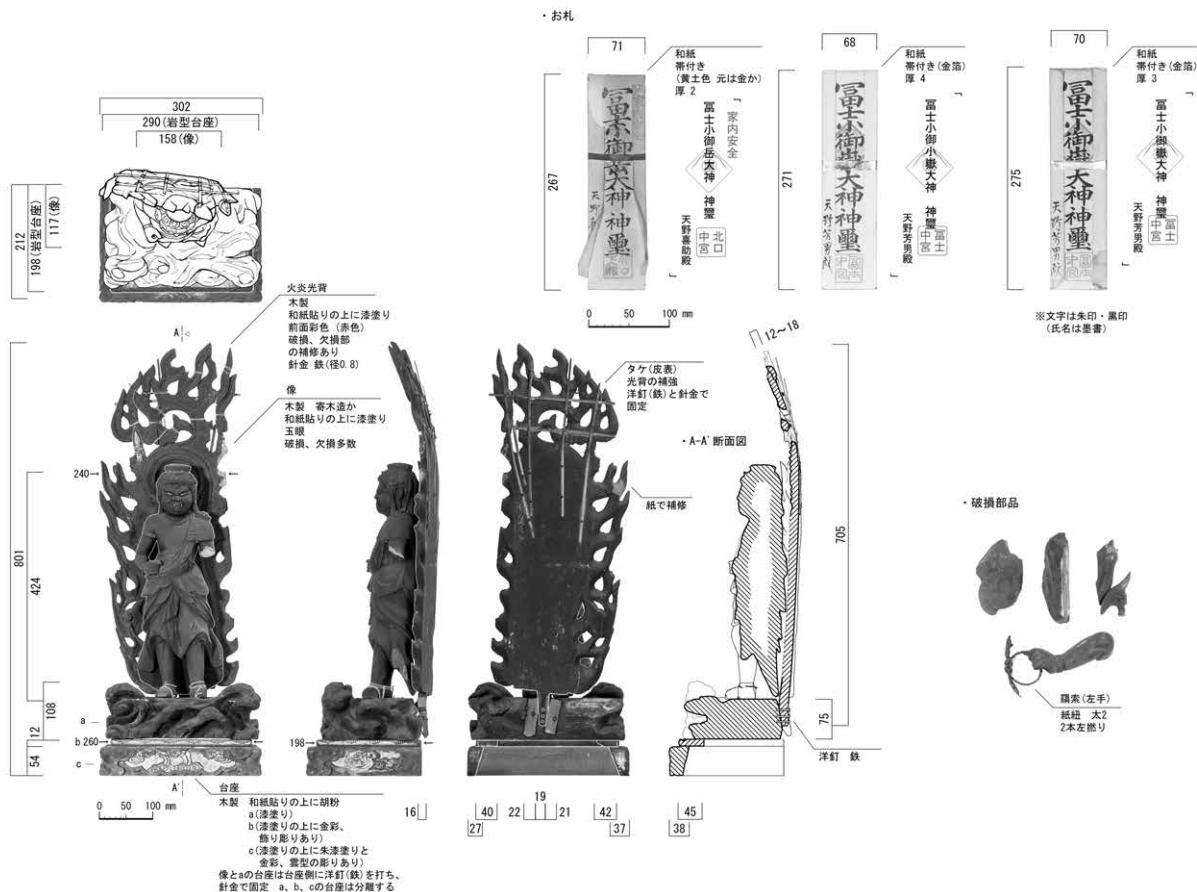 ・お札
71
和紙
帯付き
(黄土色 元は金か)
厚 2
267
「
家内安全
冨士小御岳大神 神璽
北口
中宮
天野喜助殿
」
68
和紙
帯付き(金箔)
厚 4
271
「
冨士小御小嶽大神 神璽
冨士
中宮
天野芳男殿
」
70
和紙
帯付き(金箔)
厚 3
275
「
冨士小御嶽大神 神璽
冨士
中宮
天野芳男殿
」
0 50 100 mm
※文字は朱印・黒印
(氏名は墨書)
302
290(岩型台座)
158(像)
212
198(岩型台座)
117(像)
火炎光背
木製
和紙貼りの上に漆塗り
前面彩色 (赤色)
破損、欠損部
の補修あり
針金 鉄(径0.8)
像
木製 寄木造か
和紙貼りの上に漆塗り
玉眼
破損、欠損多数
A
240
801
424
108
12
54
a
b 260
c
A'
0 50 100 mm
台座
木製 和紙貼りの上に胡粉
a(漆塗り)
b(漆塗りの上に金彩、
飾り彫りあり)
c(漆塗りの上に朱漆塗りと
金彩、雲型の彫りあり)
像とaの台座は台座側に洋釘(鉄)を打ち、
針金で固定 a、b、cの台座は分離する
198
16
タケ(皮表)
光背の補強
洋釘(鉄)と針金で
固定
紙で補修
19
40 22 21 42
27 37
・A-A'断面図
12~18
705
75
洋釘 鉄
45
38
・破損部品
羂索(左手)
紙紐 太2
2本左撚り